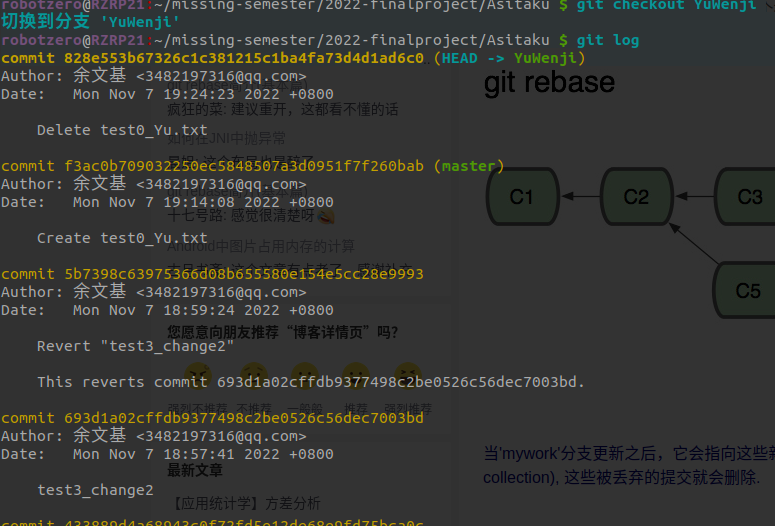 robotzero@RZRP21:~/missing-semester/2022-finalproject/Asitaku $ git checkout YuWenji
切换到分支 'YuWenji'
robotzero@RZRP21:~/missing-semester/2022-finalproject/Asitaku $ git log
commit 828e553b67326c1c381215c1ba4fa73d4d1ad6c0 (HEAD -> YuWenji)
Author: 余文基 <3482197316@qq.com>
Date:   Mon Nov 7 19:24:23 2022 +0800
疯狂的菜: 建议重开，这都看不懂的话
Delete test0_Yu.txt
如何在JNI中抛异常
commit f3ac0b709032250ec5848507a3d0951f7f260bab (master)
Author: 余文基 <3482197316@qq.com>
Date:   Mon Nov 7 19:14:08 2022 +0800
十七号路: 感觉很清楚呀
Create test0_Yu.txt
Android中图片占用内存的计算
commit 5b7398c63975366d08b655580e154e5cc28e9993
Author: 余文基 <3482197316@qq.com>
Date:   Mon Nov 7 18:59:24 2022 +0800
您愿意向朋友推荐“博客详情页”吗?
Revert "test3_change2"
This reverts commit 693d1a02cffdb9377498c2be0526c56dec7003bd.
强烈不推荐 不推荐 一般般 推荐 强烈推荐
commit 693d1a02cffdb9377498c2be0526c56dec7003bd
Author: 余文基 <3482197316@qq.com>
Date:   Mon Nov 7 18:57:41 2022 +0800
最新文章
test3_change2
【应用统计学】方差分析
git rebase
C1 C2 C3
C5
当'mywork'分支更新之后，它会指向这些新
collection), 这些被丢弃的提交就会删除.